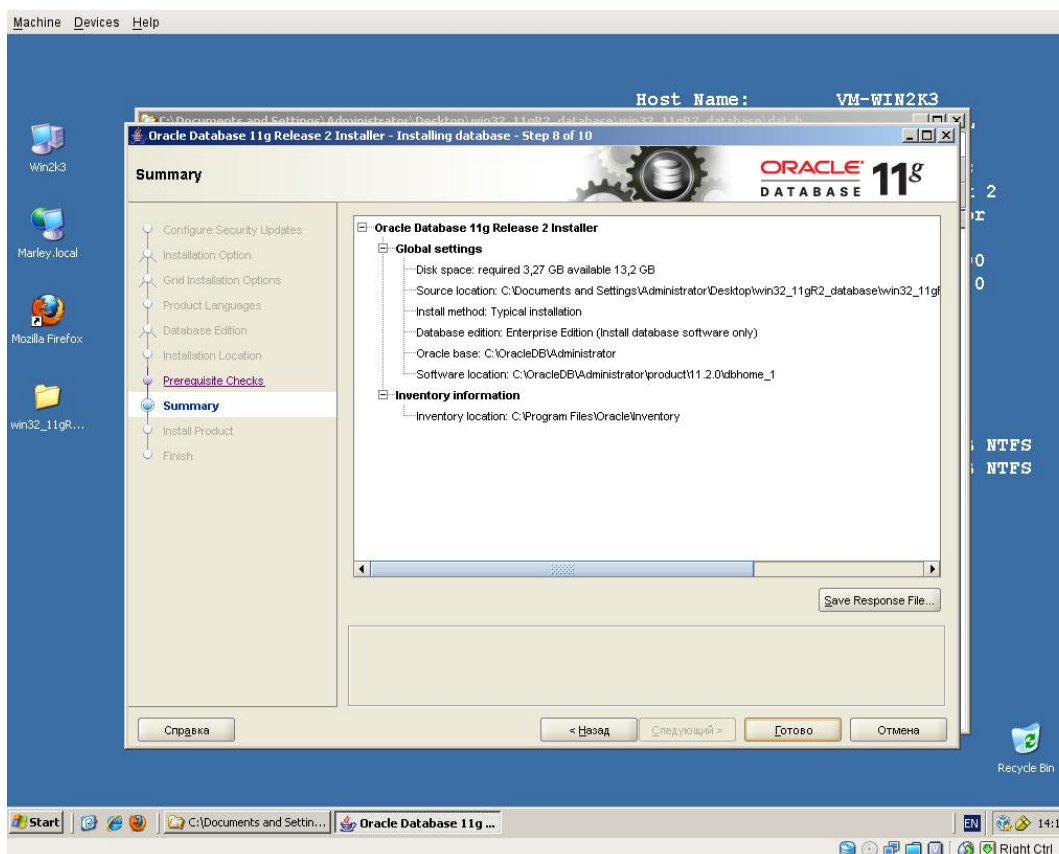 Machine Devices Help
Host Name: VM-WIN2K3
Oracle Database 11g Release 2 Installer - Installing database - Step 8 of 10
Summary
ORACLE 11g
DATABASE
2
Win2k3
Marley.local
Mozilla Firefox
win32_11gR...
Configure Security Updates
Installation Option
Grid Installation Options
Product Languages
Database Edition
Installation Location
Prerequisite Checks
Summary
Install Product
Finish
Oracle Database 11g Release 2 Installer
Global settings
Disk space: required 3,27 GB available 13,2 GB
Source location: C:\Documents and Settings\Administrator\Desktop\win32_11gR2_database\win32_11gR
Install method: Typical installation
Database edition: Enterprise Edition (Install database software only)
Oracle base: C:\OracleDB\Administrator
Software location: C:\OracleDB\Administrator\product\11.2.0\dbhome_1
Inventory information
Inventory location: C:\Program Files\Oracle\Inventory
0
0
NTFS
NTFS
Save Response File...
Справка
< Назад
Следующий >
Готово
Отмена
Recycle Bin
Start
C:\Documents and Settin...
Oracle Database 11g ...
EN
14:1
Right Ctrl